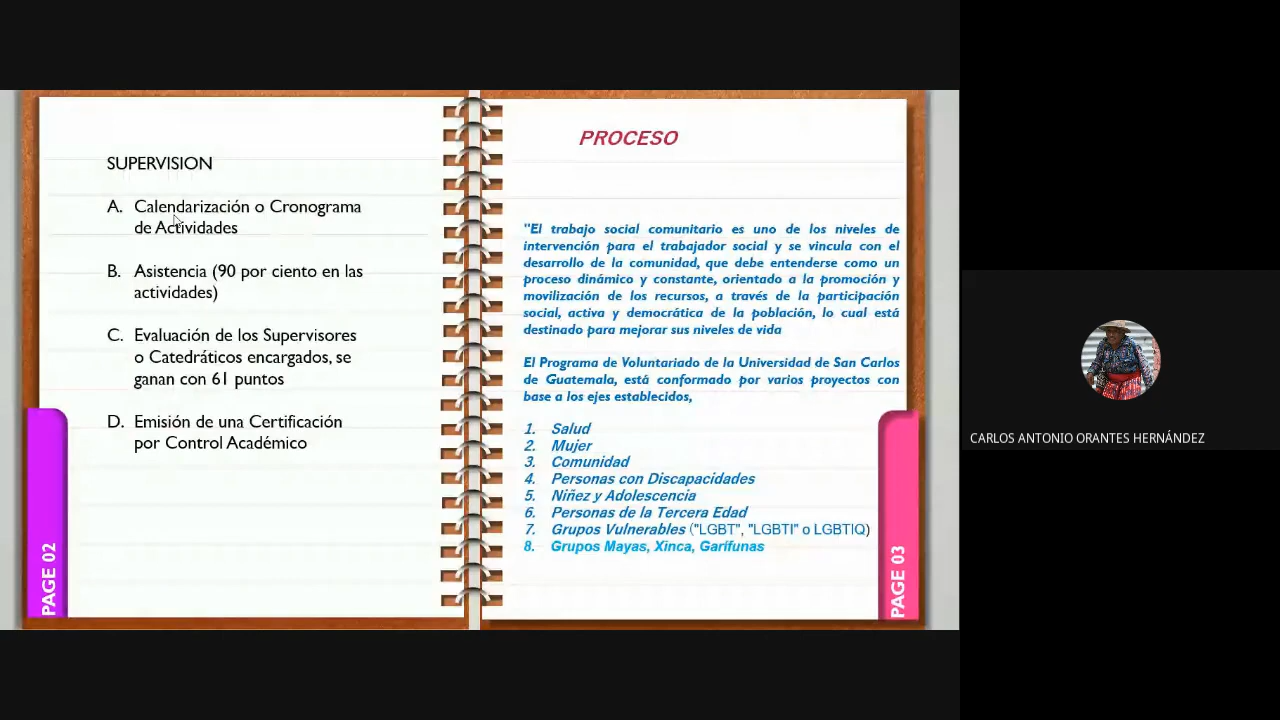 SUPERVISION
A. Calendarización o Cronograma
de Actividades
B. Asistencia (90 por ciento en las
actividades)
C. Evaluación de los Supervisores
o Catedráticos encargados, se
ganan con 61 puntos
D. Emisión de una Certificación
por Control Académico
PAGE 02
PROCESO
"El trabajo social comunitario es uno de los niveles de
intervención para el trabajador social y se vincula con el
desarrollo de la comunidad, que debe entenderse como un
proceso dinámico y constante, orientado a la promoción y
movilización de los recursos, a través de la participación
social, activa y democrática de la población, lo cual está
destinado para mejorar sus niveles de vida
El Programa de Voluntariado de la Universidad de San Carlos
de Guatemala, está conformado por varios proyectos con
base a los ejes establecidos,
1. Salud
2. Mujer
3. Comunidad
4. Personas con Discapacidades
5. Niñez y Adolescencia
6. Personas de la Tercera Edad
7. Grupos Vulnerables ("LGBT", "LGBTI" o LGBTIQ)
8. Grupos Mayas, Xinca, Garífunas
PAGE 03
CARLOS ANTONIO ORANTES HERNÁNDEZ